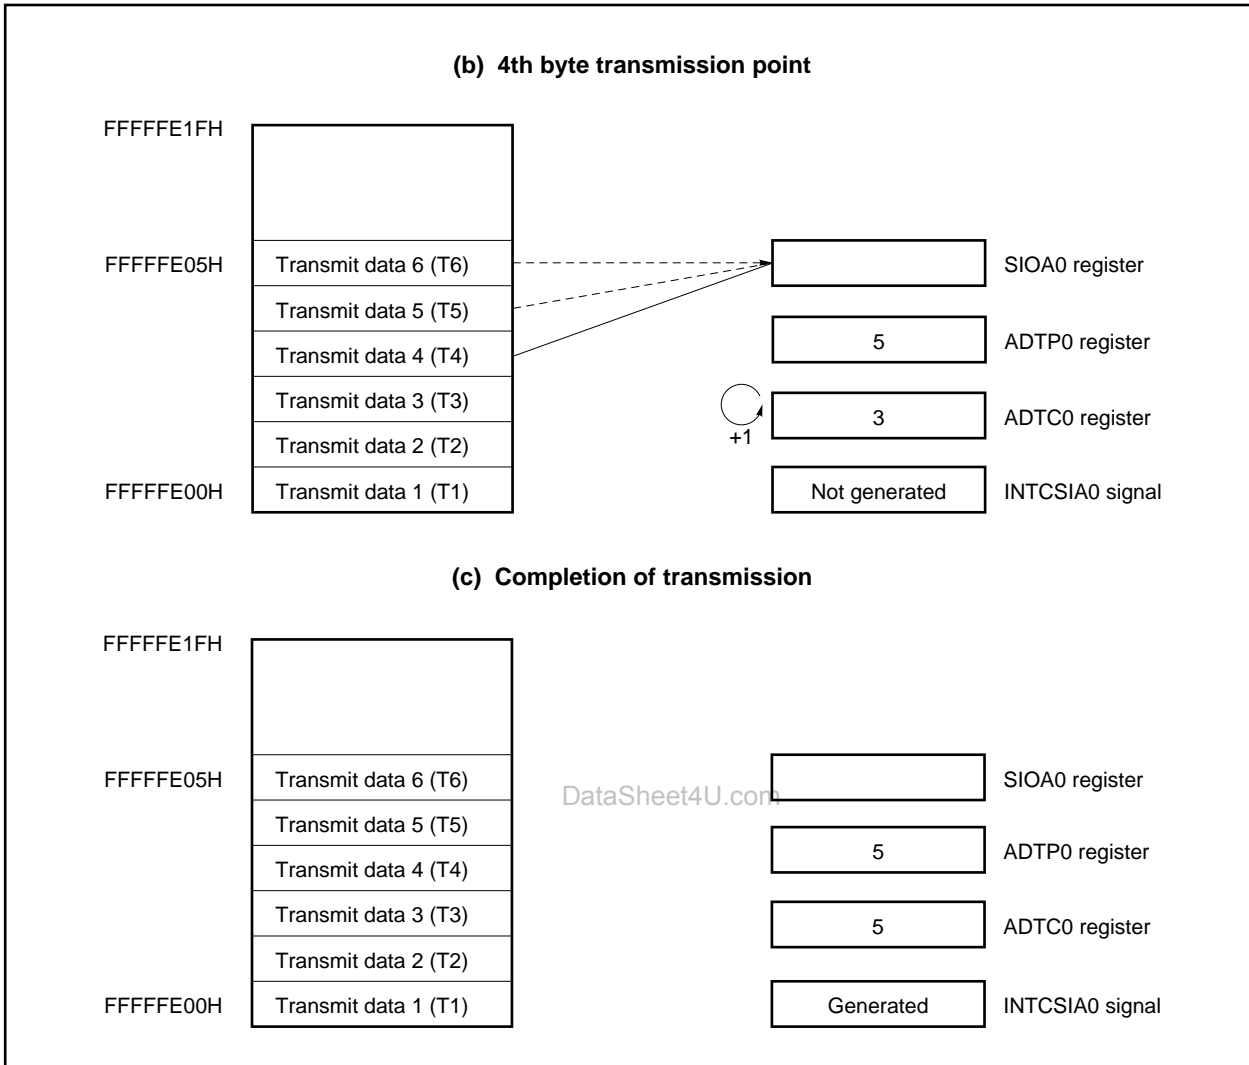 (b) 4th byte transmission point
FFFFFE1FH
FFFFFE05H
Transmit data 6 (T6)
SIOA0 register
Transmit data 5 (T5)
5
ADTP0 register
Transmit data 4 (T4)
Transmit data 3 (T3)
3
ADTC0 register
+1
Transmit data 2 (T2)
FFFFFE00H
Transmit data 1 (T1)
Not generated
INTCSIA0 signal
(c) Completion of transmission
FFFFFE1FH
FFFFFE05H
Transmit data 6 (T6)
SIOA0 register
DataSheet4U.com
Transmit data 5 (T5)
5
ADTP0 register
Transmit data 4 (T4)
Transmit data 3 (T3)
5
ADTC0 register
Transmit data 2 (T2)
FFFFFE00H
Transmit data 1 (T1)
Generated
INTCSIA0 signal